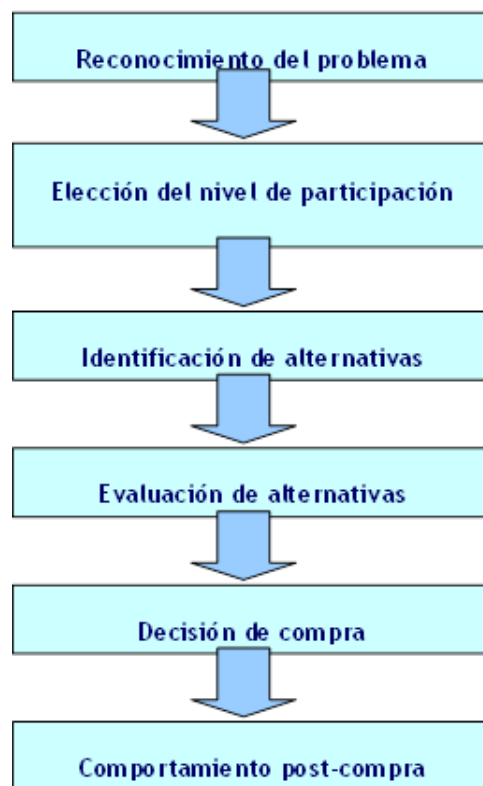 Reconocimiento del problema
Elección del nivel de participación
Identificación de alternativas
Evaluación de alternativas
Decisión de compra
Comportamiento post-compra